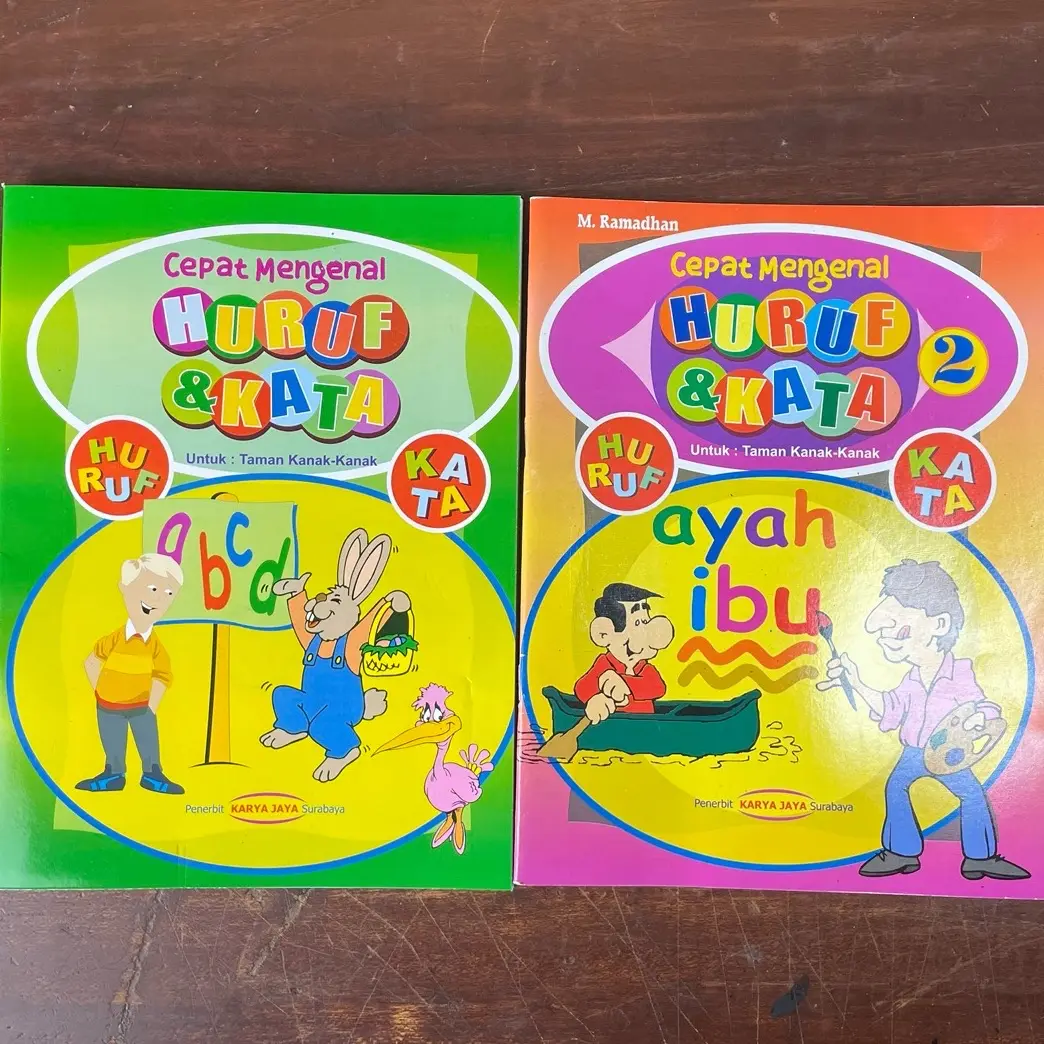 Cepat Mengenal
HURUF
&KATA
Untuk : Taman Kanak-Kanak
HU
RUF
KA
TA
a b c d
Penerbit KARYA JAYA Surabaya
M. Ramadhan
Cepat Mengenal
HURUF
&KATA
2
Untuk : Taman Kanak-Kanak
HU
RUF
KA
TA
ayah
ibu
Penerbit KARYA JAYA Surabaya